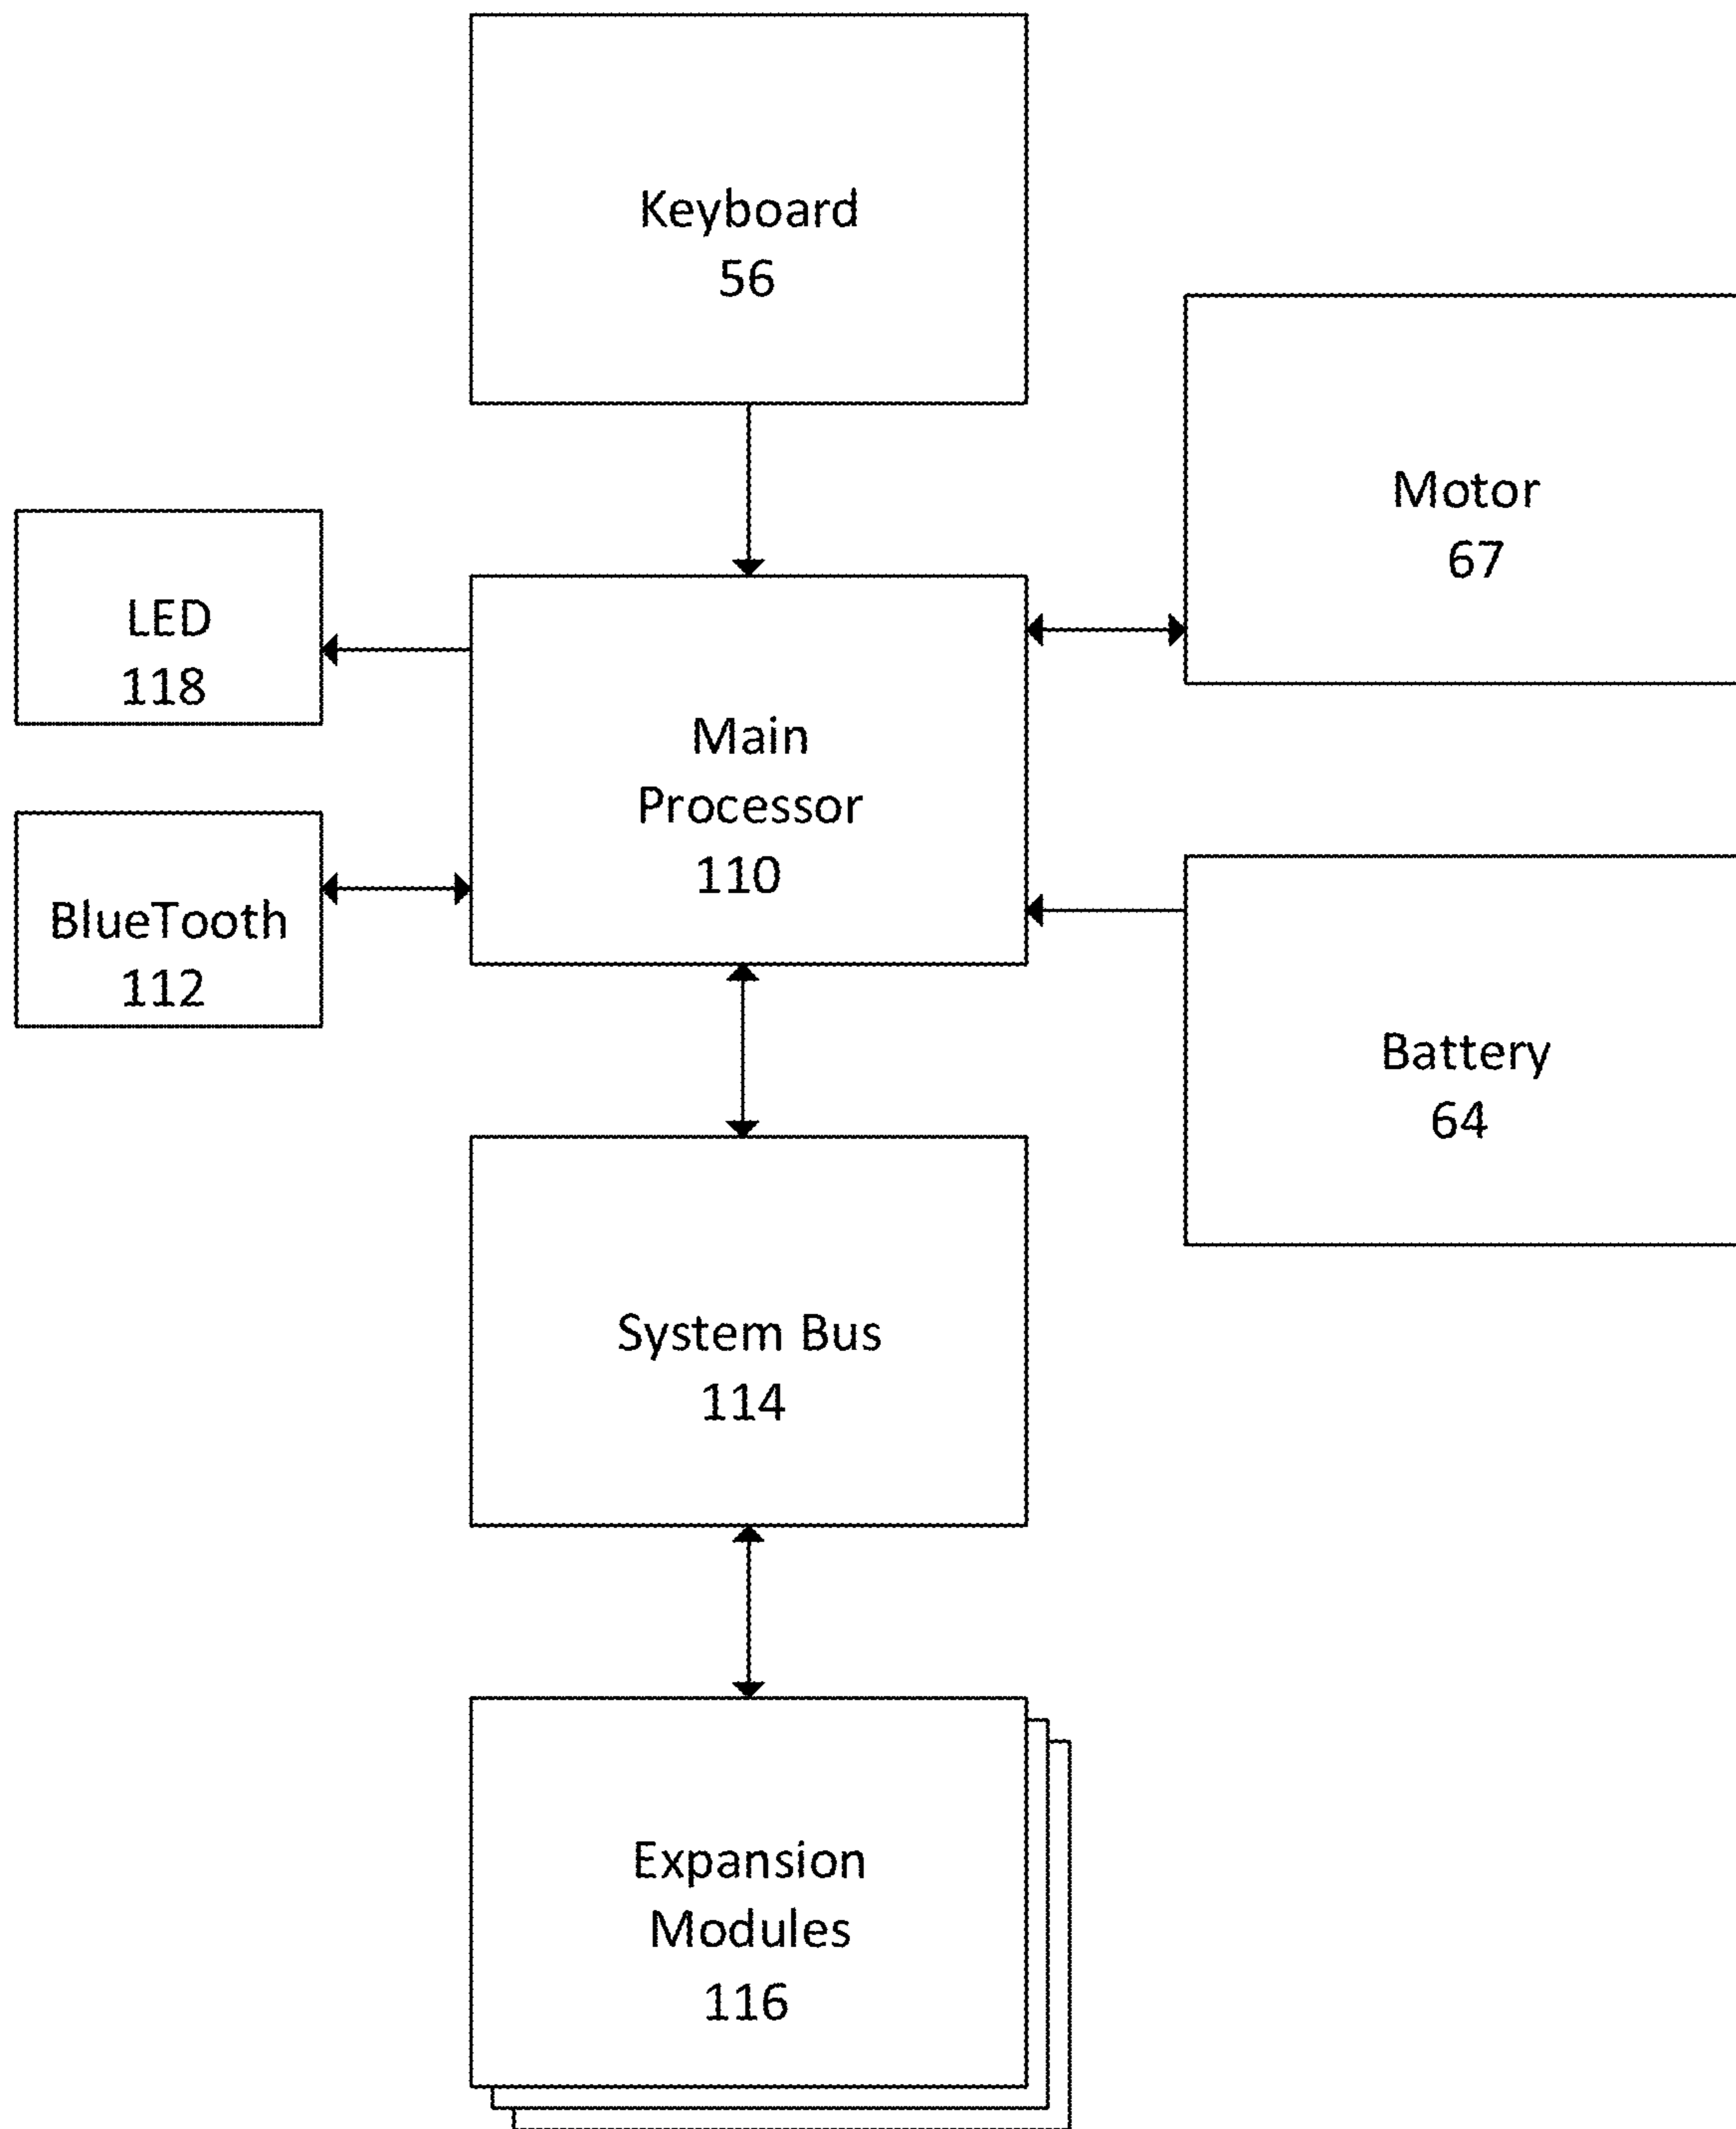 Keyboard
56
Motor
67
LED
118
Main
Processor
110
BlueTooth
112
Battery
64
System Bus
114
Expansion
Modules
116